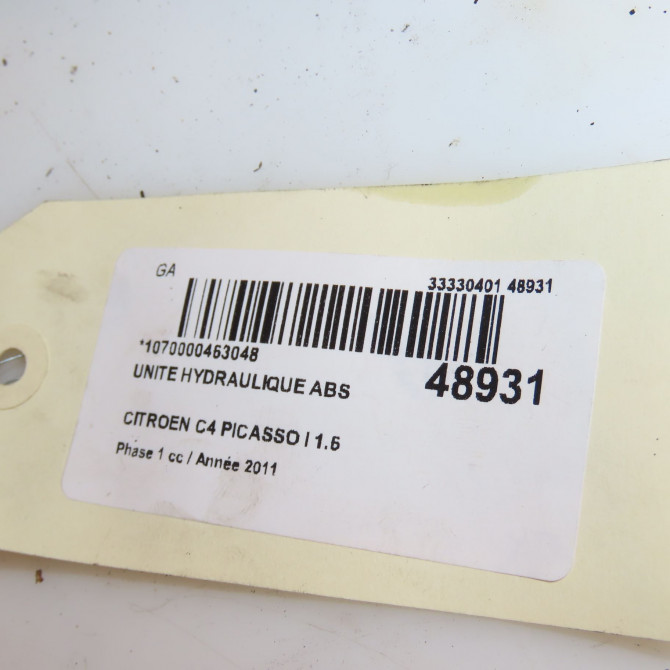 GA
33330401 48931
*1070000463048
UNITE HYDRAULIQUE ABS
48931
CITROEN C4 PICASSO I 1.6
Phase 1 cc / Année 2011